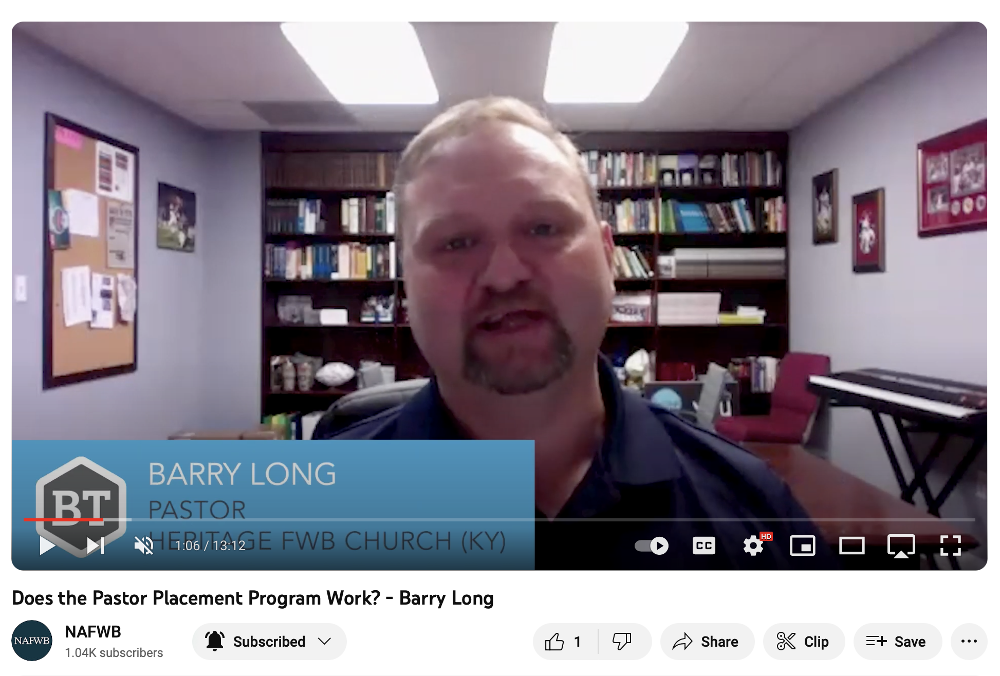 BARRY LONG
BT
PASTOR
HERITAGE FWB CHURCH (KY)
1:06 / 13:12
CC
HD
Does the Pastor Placement Program Work? - Barry Long
NAFWB
NAFWB
1.04K subscribers
Subscribed
1
Share
Clip
Save